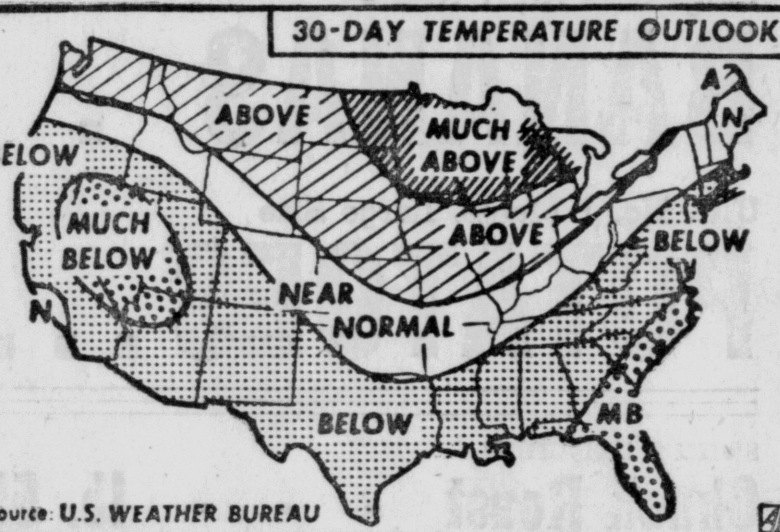 30-DAY TEMPERATURE OUTLOOK
A
N
ABOVE
MUCH
ABOVE
ELOW
MUCH
BELOW
ABOVE
BELOW
N
NEAR
NORMAL
BELOW
MB
ource: U.S. WEATHER BUREAU